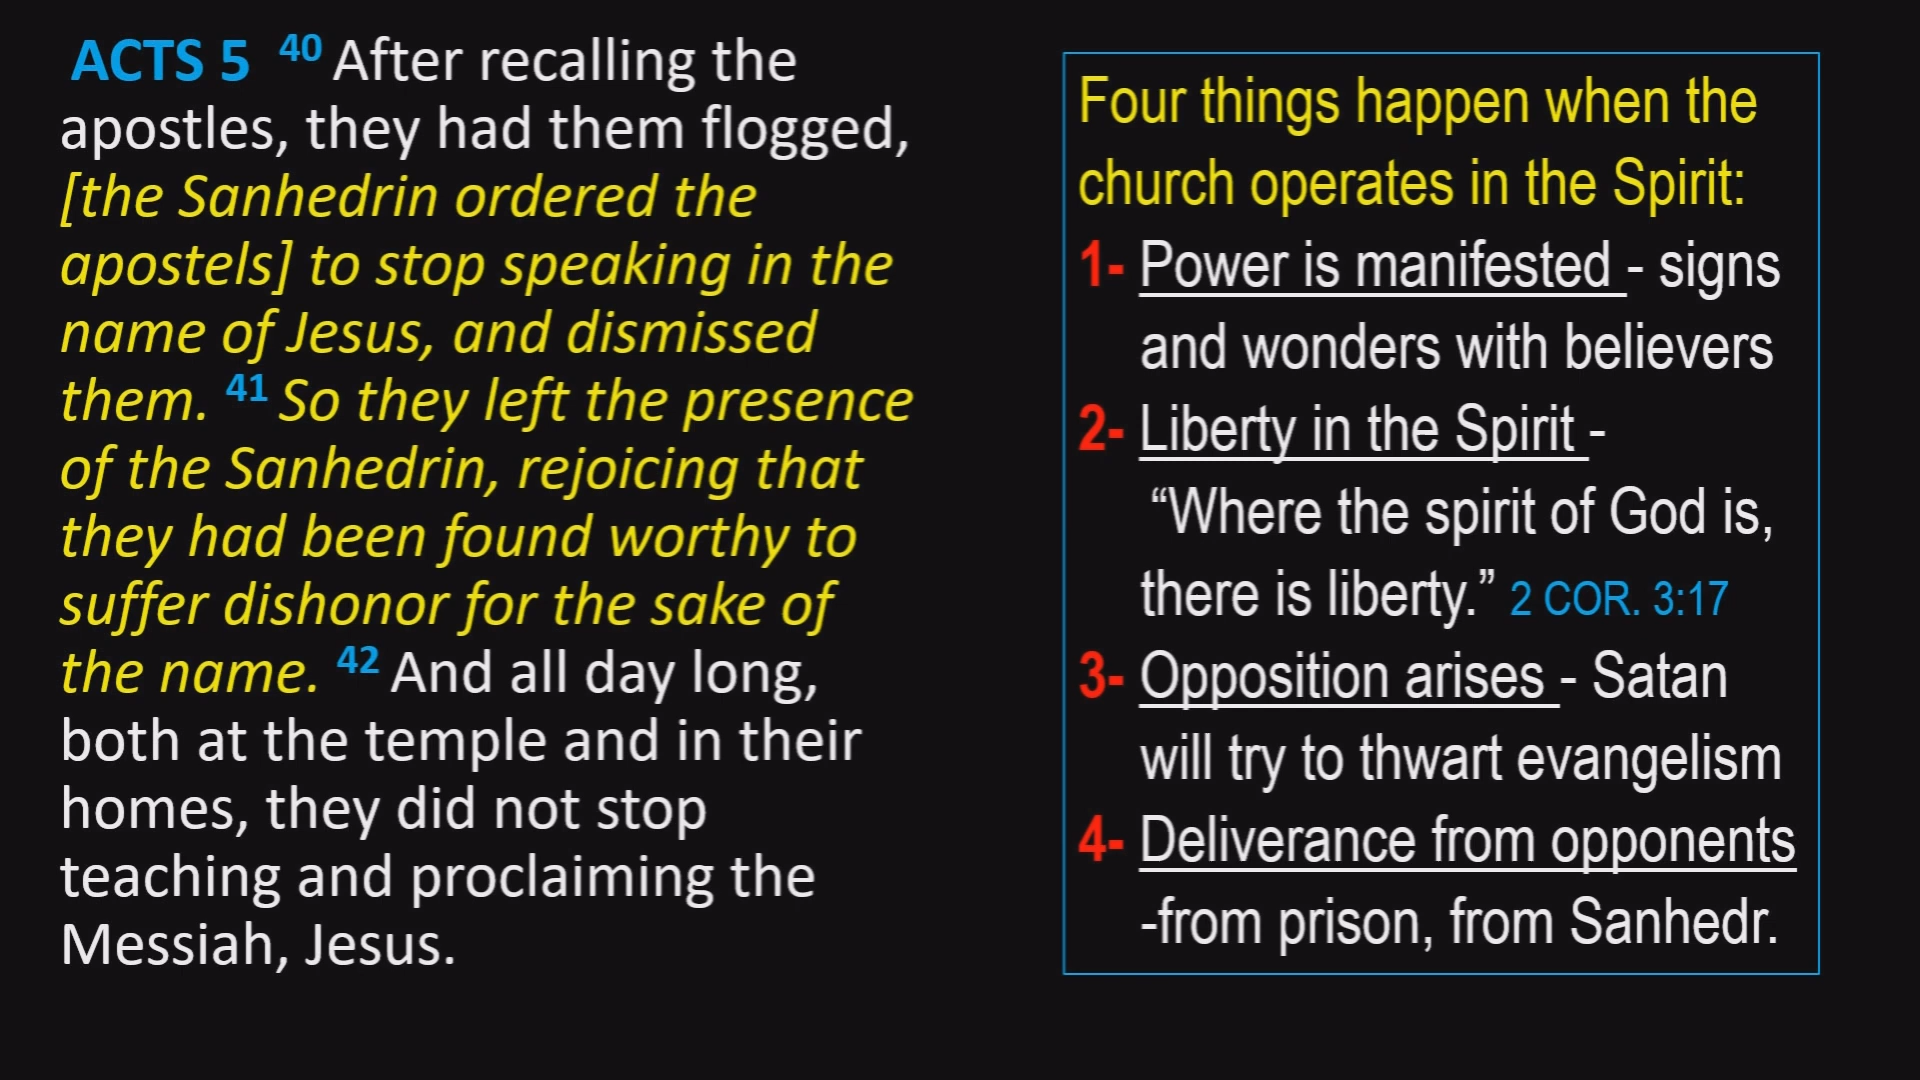 ACTS 5 40 After recalling the
apostles, they had them flogged,
[the Sanhedrin ordered the
apostels] to stop speaking in the
name of Jesus, and dismissed
them. 41 So they left the presence
of the Sanhedrin, rejoicing that
they had been found worthy to
suffer dishonor for the sake of
the name. 42 And all day long,
both at the temple and in their
homes, they did not stop
teaching and proclaiming the
Messiah, Jesus.
Four things happen when the
church operates in the Spirit:
1- Power is manifested - signs
and wonders with believers
2- Liberty in the Spirit -
“Where the spirit of God is,
there is liberty.” 2 COR. 3:17
3- Opposition arises - Satan
will try to thwart evangelism
4- Deliverance from opponents
-from prison, from Sanhedr.